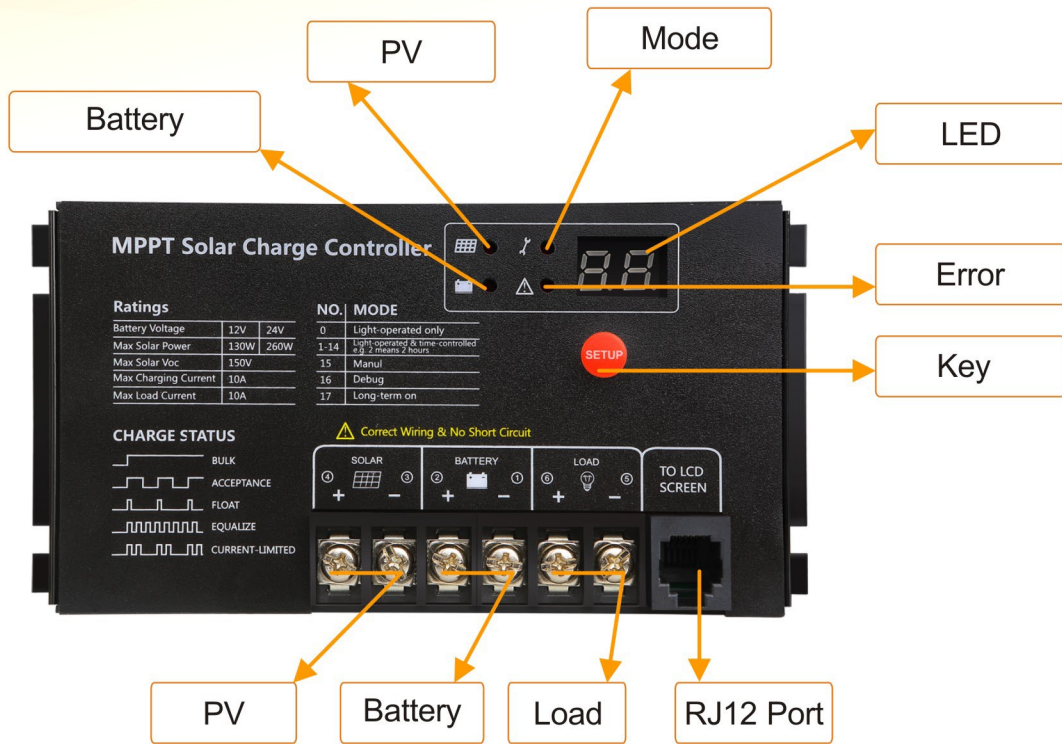 PV
Mode
Battery
LED
MPPT Solar Charge Controller
Error
Ratings
Battery Voltage 12V 24V
Max Solar Power 130W 260W
Max Solar Voc 150V
Max Charging Current 10A
Max Load Current 10A
NO. MODE
0 Light-operated only
1-14 Light-operated & time-controlled
e.g. 2 means 2 hours
15 Manul
16 Debug
17 Long-term on
SETUP
Key
CHARGE STATUS
BULK
ACCEPTANCE
FLOAT
EQUALIZE
CURRENT-LIMITED
Correct Wiring & No Short Circuit
SOLAR
④ ③
+ −
BATTERY
② ①
+ −
LOAD
⑥ ⑤
+ −
TO LCD
SCREEN
PV
Battery
Load
RJ12 Port